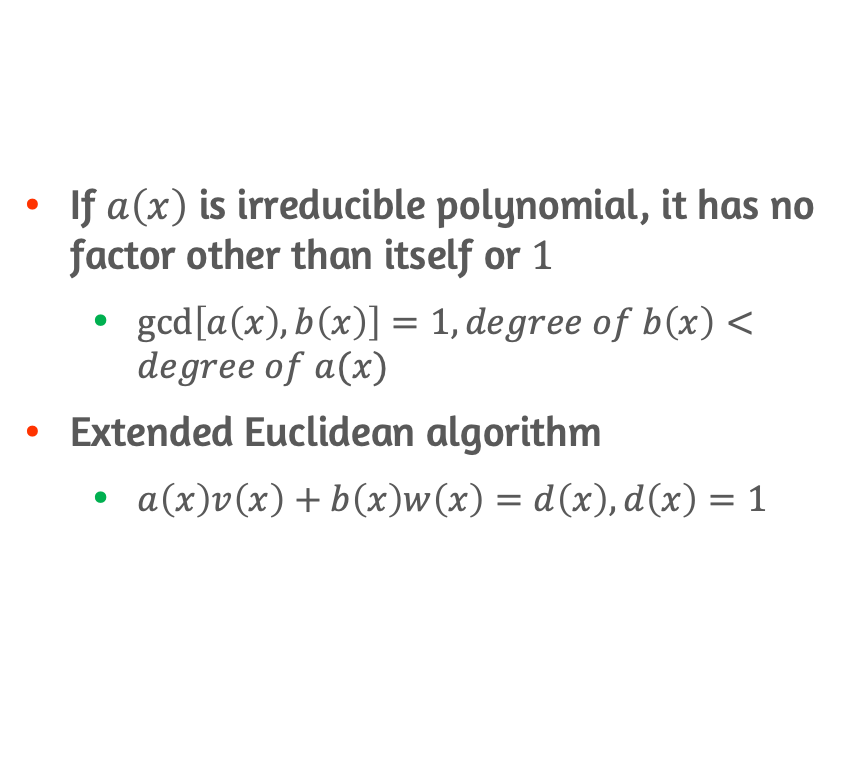 • If 𝑎(𝑥) is irreducible polynomial, it has no
factor other than itself or 1
• gcd[𝑎(𝑥), 𝑏(𝑥)] = 1, 𝑑𝑒𝑔𝑟𝑒𝑒 𝑜𝑓 𝑏(𝑥) <
𝑑𝑒𝑔𝑟𝑒𝑒 𝑜𝑓 𝑎(𝑥)
• Extended Euclidean algorithm
• 𝑎(𝑥)𝑣(𝑥) + 𝑏(𝑥)𝑤(𝑥) = 𝑑(𝑥), 𝑑(𝑥) = 1